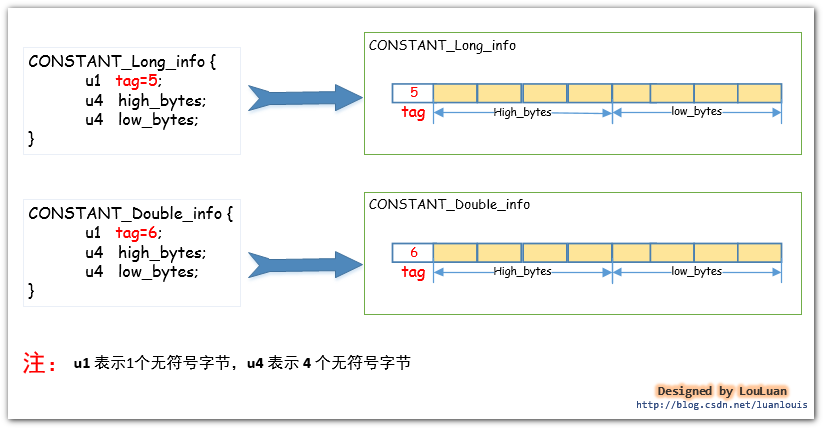 CONSTANT_Long_info {
u1 tag=5;
u4 high_bytes;
u4 low_bytes;
}
CONSTANT_Long_info
5
tag
High_bytes
low_bytes
CONSTANT_Double_info {
u1 tag=6;
u4 high_bytes;
u4 low_bytes;
}
CONSTANT_Double_info
6
tag
High_bytes
low_bytes
注： u1 表示1个无符号字节，u4 表示 4 个无符号字节
Designed by LouLuan
http://blog.csdn.net/luanlouis